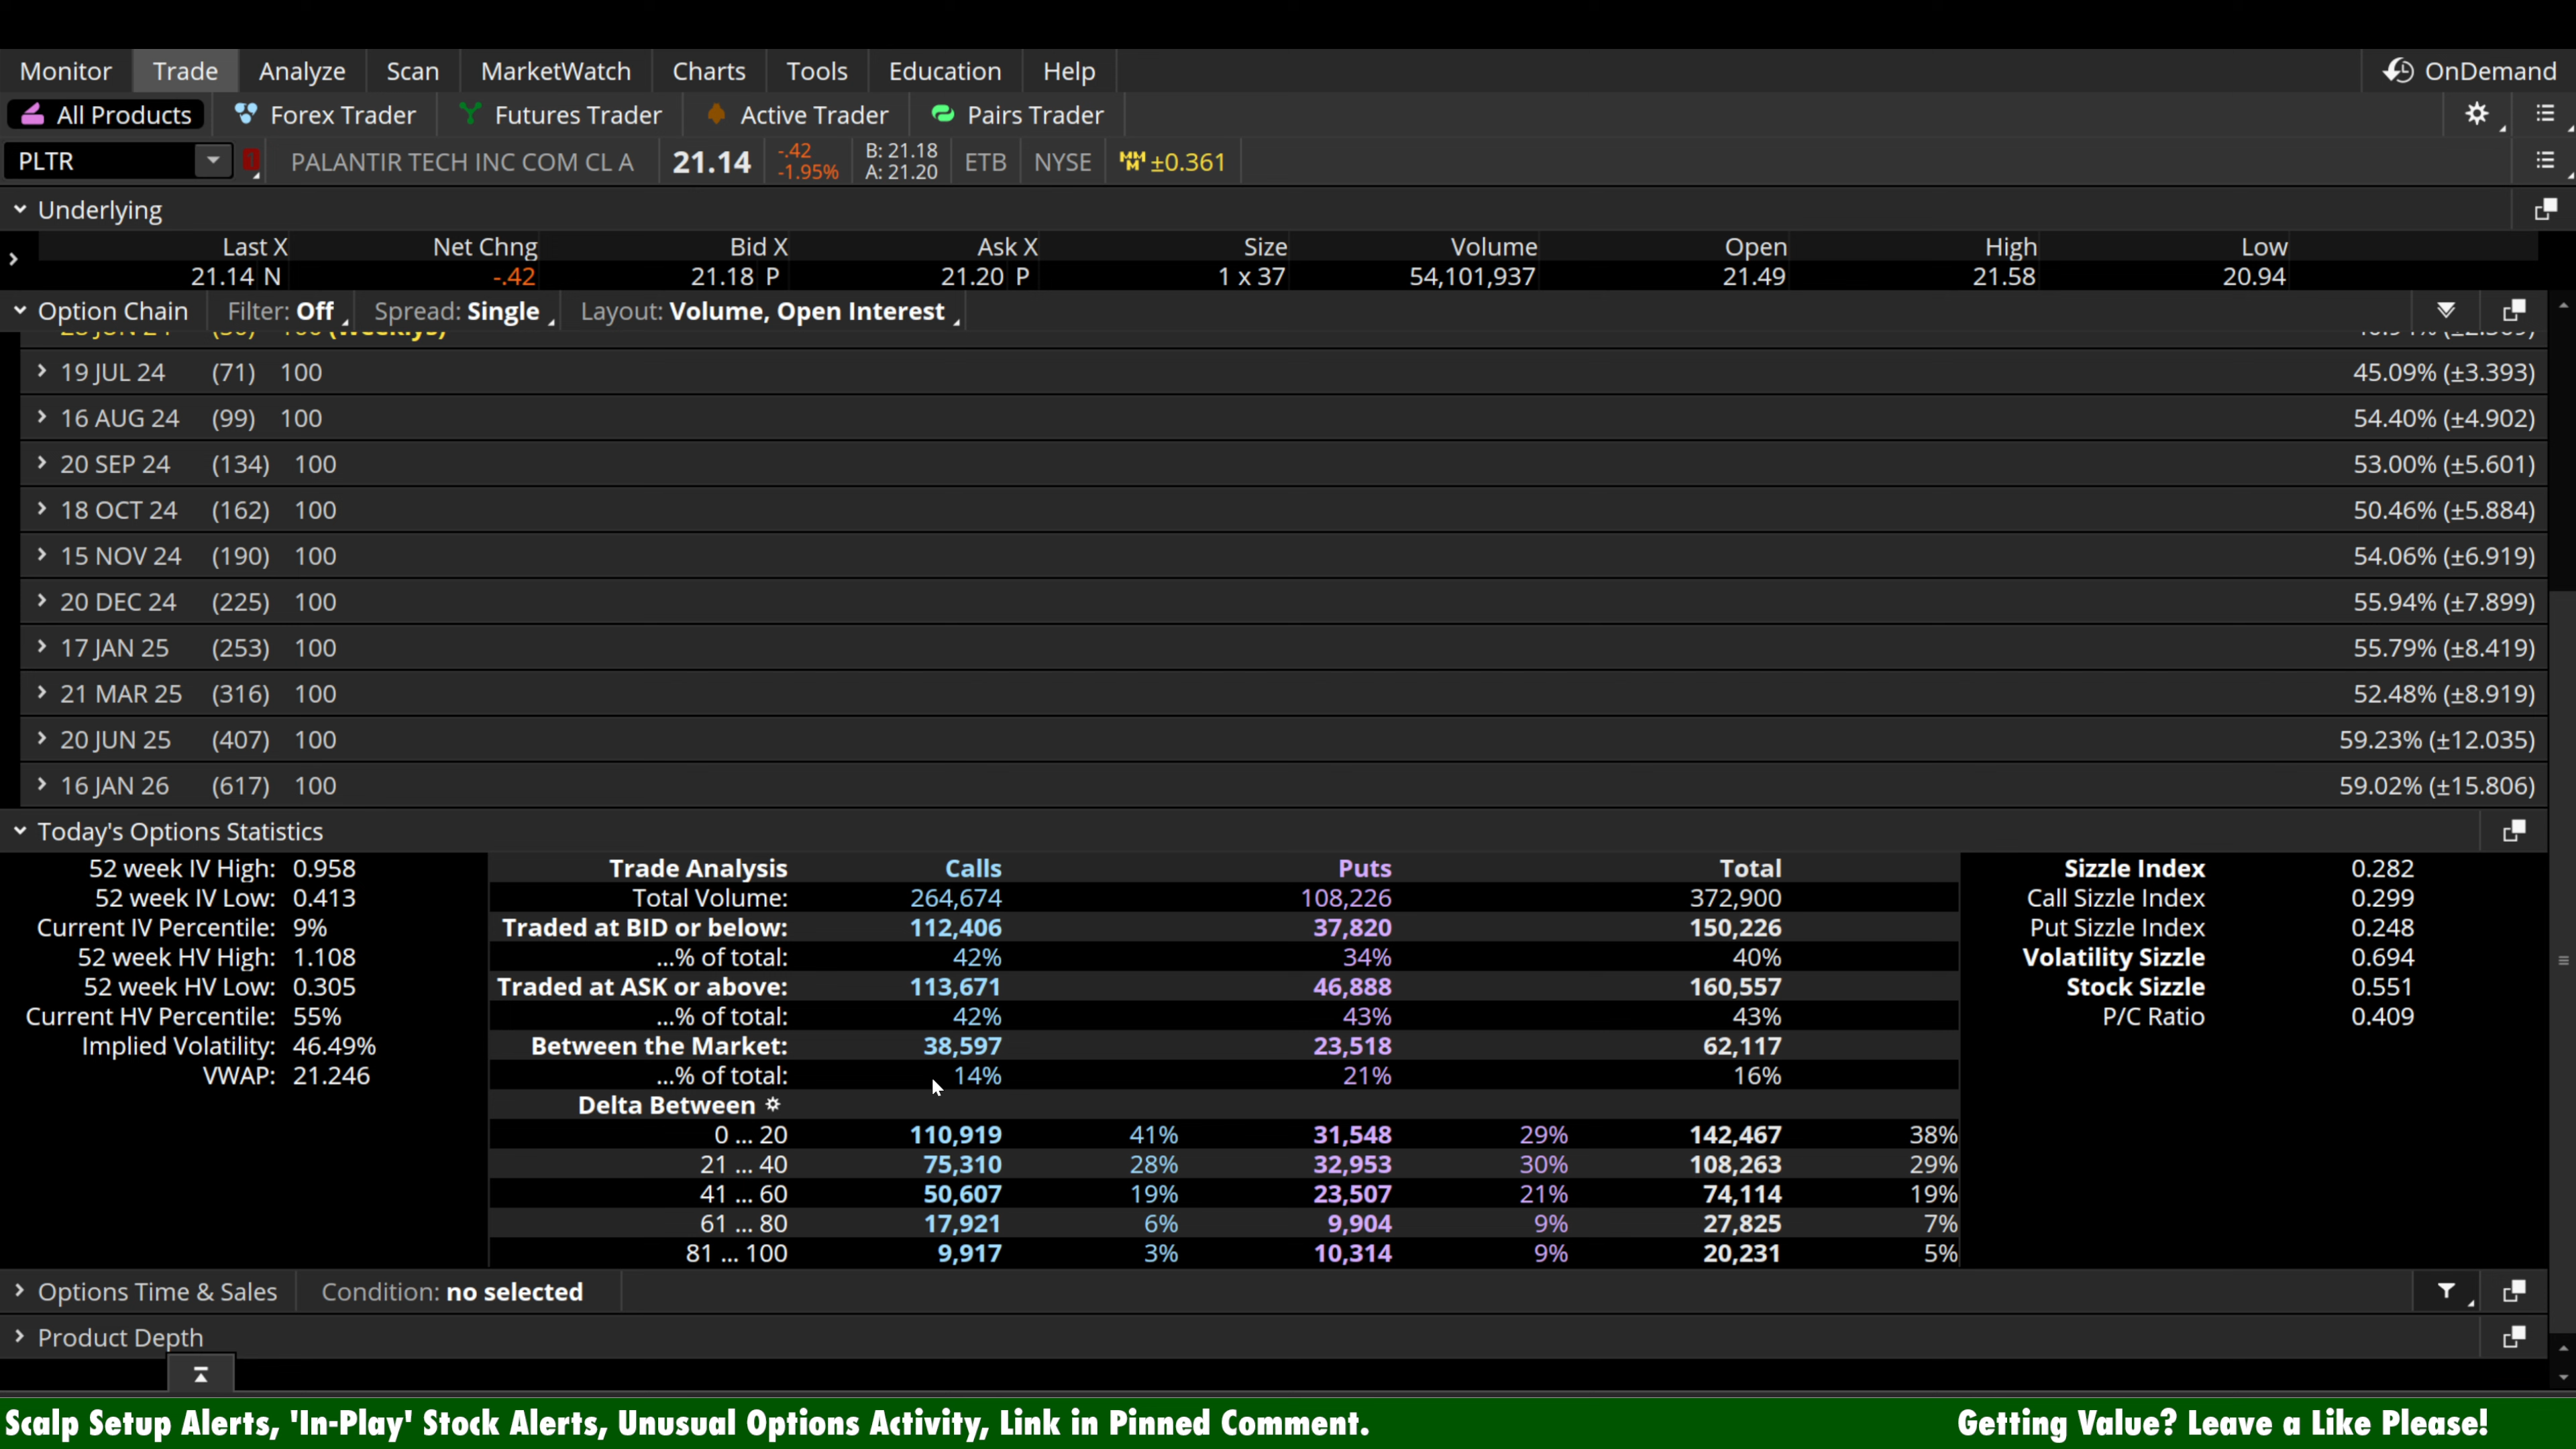 Monitor Trade Analyze Scan MarketWatch Charts Tools Education Help OnDemand
All Products Forex Trader Futures Trader Active Trader Pairs Trader
PLTR PALANTIR TECH INC COM CL A 21.14 -.42 -1.95% B: 21.18 A: 21.20 ETB NYSE ±0.361
Underlying
Last X Net Chng Bid X Ask X Size Volume Open High Low
21.14 N -.42 21.18 P 21.20 P 1 x 37 54,101,937 21.49 21.58 20.94
Option Chain Filter: Off Spread: Single Layout: Volume, Open Interest
19 JUL 24 (71) 100 45.09% (±3.393)
16 AUG 24 (99) 100 54.40% (±4.902)
20 SEP 24 (134) 100 53.00% (±5.601)
18 OCT 24 (162) 100 50.46% (±5.884)
15 NOV 24 (190) 100 54.06% (±6.919)
20 DEC 24 (225) 100 55.94% (±7.899)
17 JAN 25 (253) 100 55.79% (±8.419)
21 MAR 25 (316) 100 52.48% (±8.919)
20 JUN 25 (407) 100 59.23% (±12.035)
16 JAN 26 (617) 100 59.02% (±15.806)
Today's Options Statistics
52 week IV High: 0.958 Trade Analysis Calls Puts Total Sizzle Index 0.282
52 week IV Low: 0.413 Total Volume: 264,674 108,226 372,900 Call Sizzle Index 0.299
Current IV Percentile: 9% Traded at BID or below: 112,406 37,820 150,226 Put Sizzle Index 0.248
52 week HV High: 1.108 ...% of total: 42% 34% 40% Volatility Sizzle 0.694
52 week HV Low: 0.305 Traded at ASK or above: 113,671 46,888 160,557 Stock Sizzle 0.551
Current HV Percentile: 55% ...% of total: 42% 43% 43% P/C Ratio 0.409
Implied Volatility: 46.49% Between the Market: 38,597 23,518 62,117
VWAP: 21.246 ...% of total: 14% 21% 16%
Delta Between
0 ... 20 110,919 41% 31,548 29% 142,467 38%
21 ... 40 75,310 28% 32,953 30% 108,263 29%
41 ... 60 50,607 19% 23,507 21% 74,114 19%
61 ... 80 17,921 6% 9,904 9% 27,825 7%
81 ... 100 9,917 3% 10,314 9% 20,231 5%
Options Time & Sales Condition: no selected
Product Depth
Scalp Setup Alerts, 'In-Play' Stock Alerts, Unusual Options Activity, Link in Pinned Comment. Getting Value? Leave a Like Please!